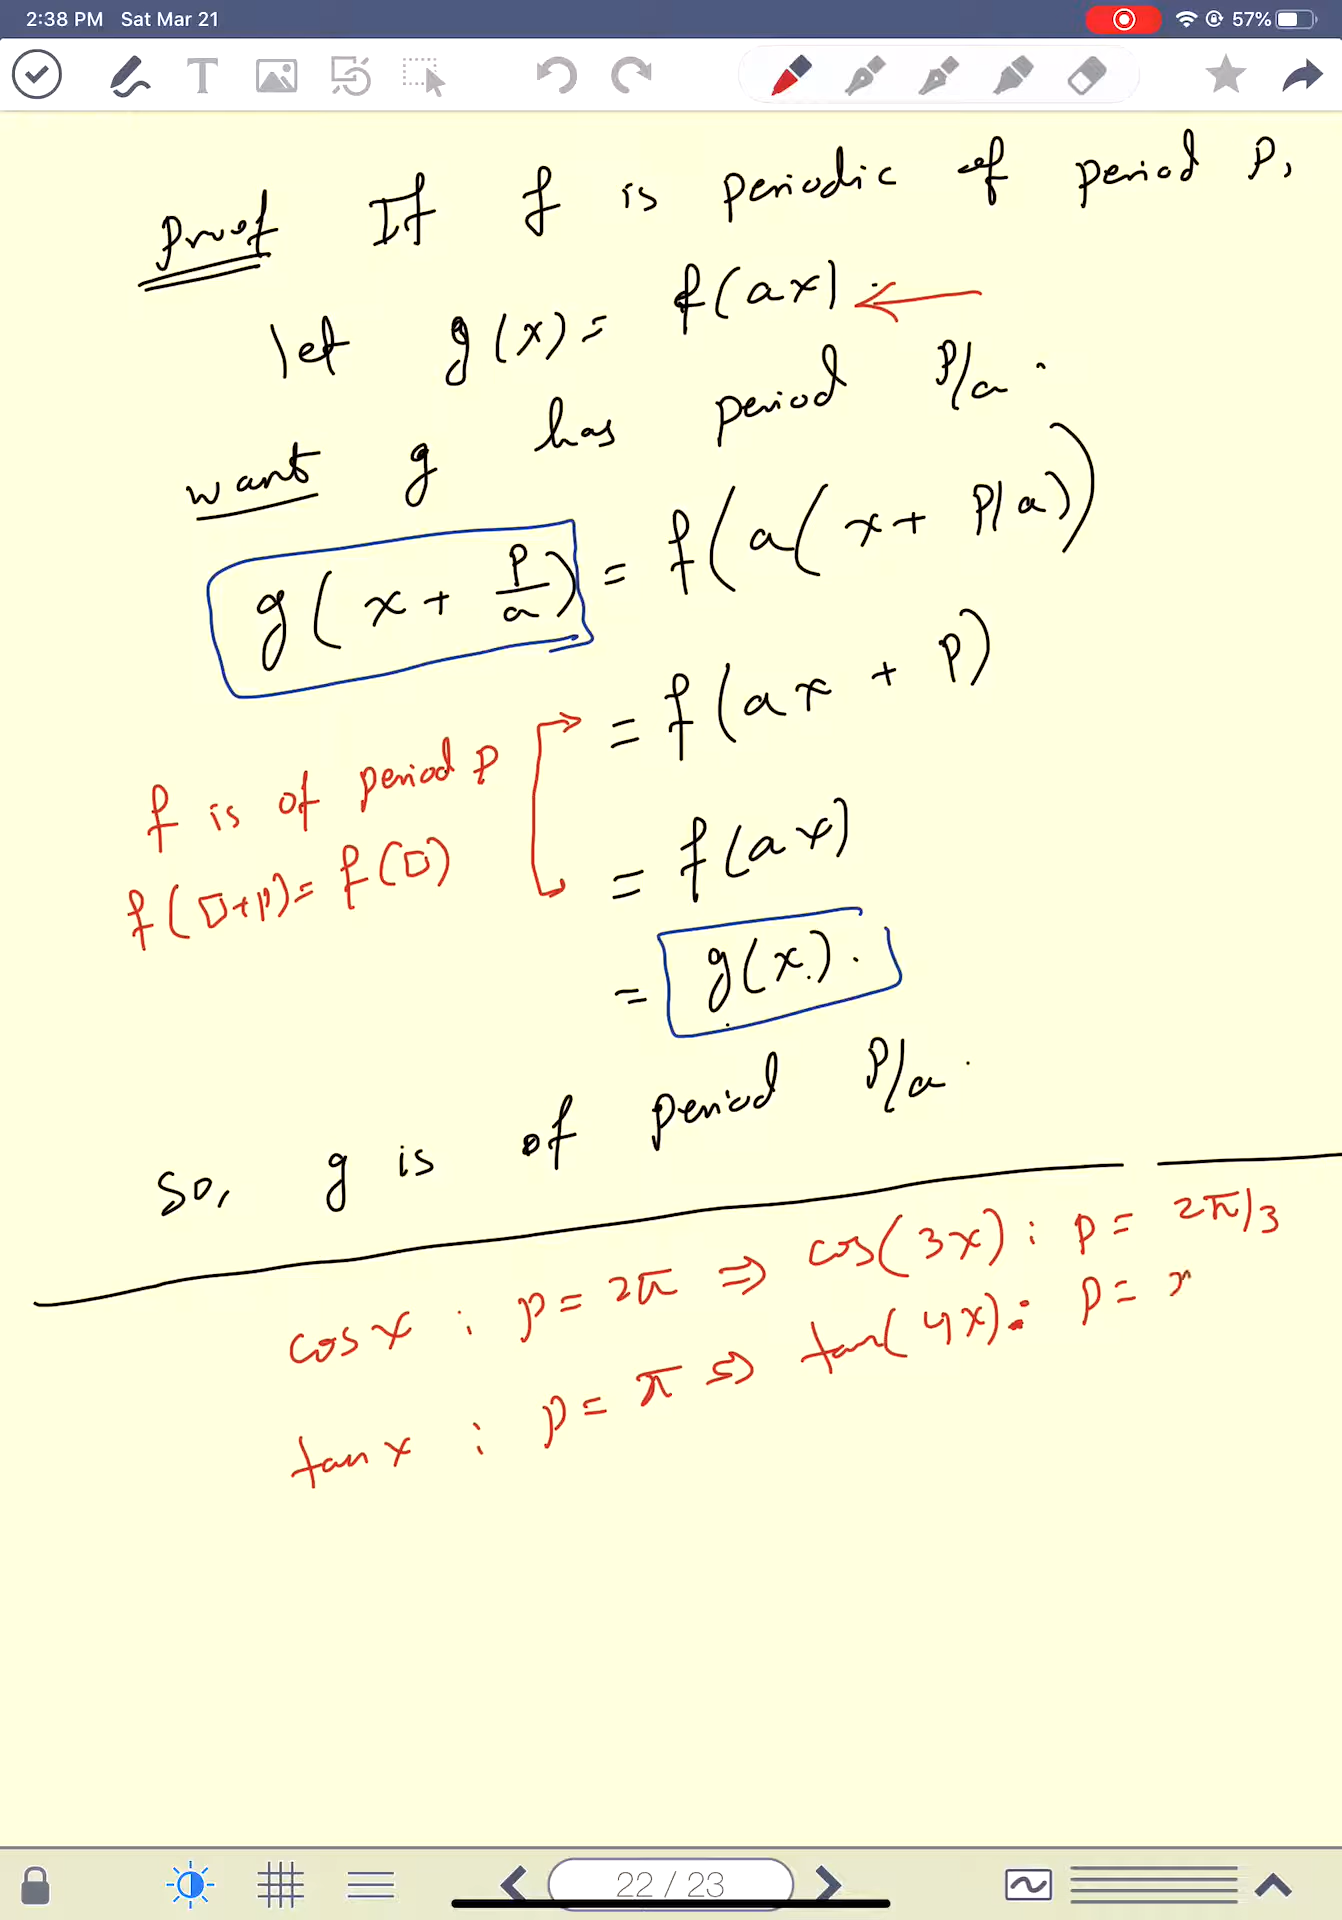 2:38 PM Sat Mar 21 57%
T
Proof If f is periodic of period P,
let g(x) = f(ax).
want g has period P/a.
g(x + P/a) = f(a(x + P/a))
= f(ax + P)
f is of period P
f(□+P) = f(□)
= f(ax)
= g(x).
So, g is of period P/a.
cos x : P = 2π ⇒ cos(3x) : P = 2π/3
tan x : P = π ⇒ tan(4x) : P =
22 / 23